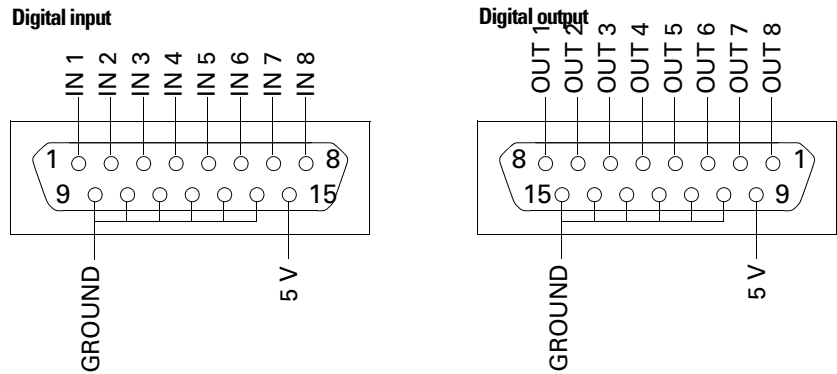 Digital input
IN 1
IN 2
IN 3
IN 4
IN 5
IN 6
IN 7
IN 8
1
8
9
15
GROUND
5 V
Digital output
OUT 1
OUT 2
OUT 3
OUT 4
OUT 5
OUT 6
OUT 7
OUT 8
8
1
15
9
GROUND
5 V